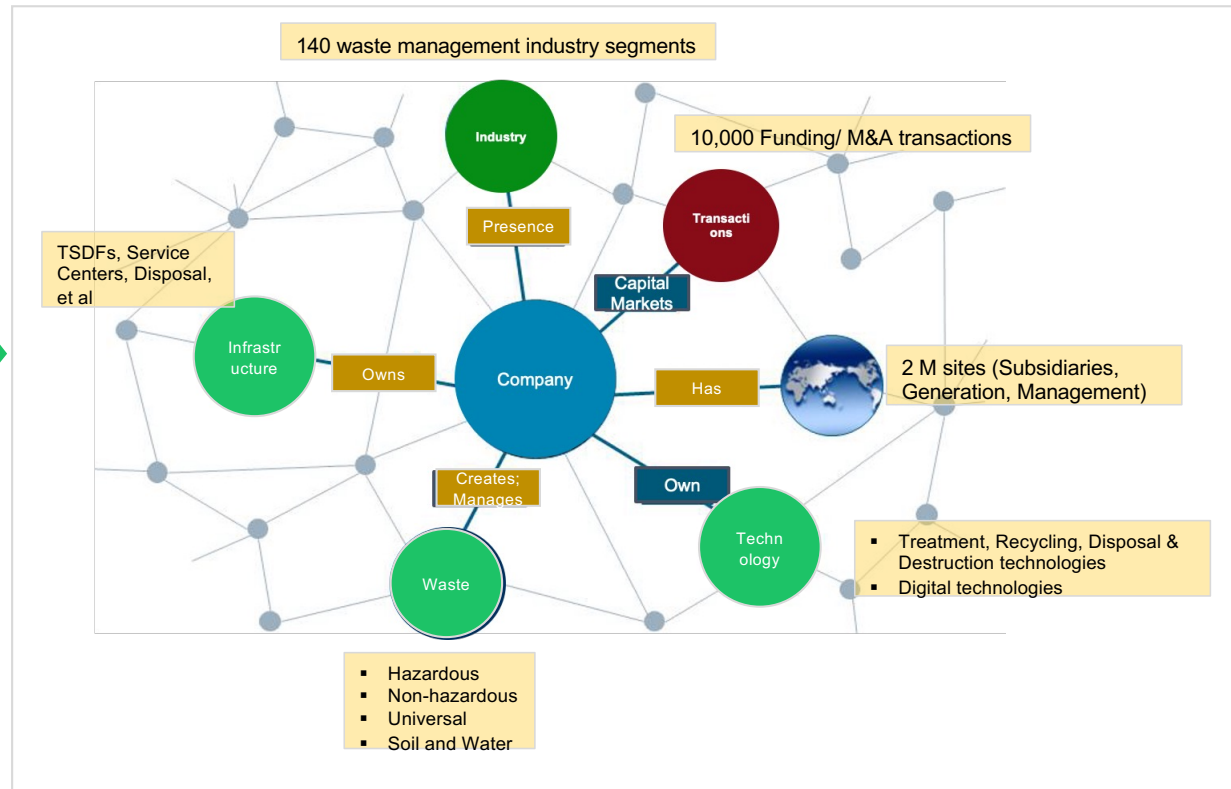 140 waste management industry segments
Industry
10,000 Funding/ M&A transactions
Presence
Transacti
ons
TSDFs, Service
Centers, Disposal,
et al
Capital
Markets
Infrastr
ucture
Owns
Company
Has
2 M sites (Subsidiaries,
Generation, Management)
Creates;
Manages
Own
Techn
ology
▪ Treatment, Recycling, Disposal &
Destruction technologies
▪ Digital technologies
Waste
▪ Hazardous
▪ Non-hazardous
▪ Universal
▪ Soil and Water